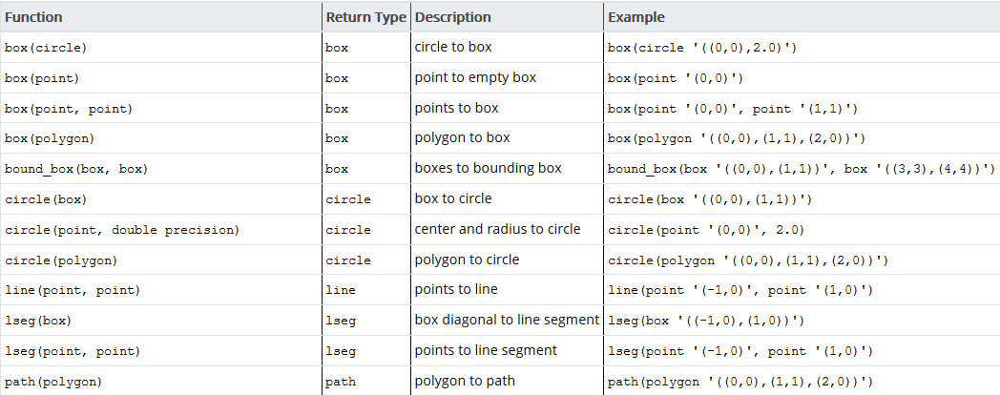 Function Return Type Description Example
box(circle) box circle to box box(circle '((0,0),2.0)')
box(point) box point to empty box box(point '(0,0)')
box(point, point) box points to box box(point '(0,0)', point '(1,1)')
box(polygon) box polygon to box box(polygon '((0,0),(1,1),(2,0))')
bound_box(box, box) box boxes to bounding box bound_box(box '((0,0),(1,1))', box '((3,3),(4,4))')
circle(box) circle box to circle circle(box '((0,0),(1,1))')
circle(point, double precision) circle center and radius to circle circle(point '(0,0)', 2.0)
circle(polygon) circle polygon to circle circle(polygon '((0,0),(1,1),(2,0))')
line(point, point) line points to line line(point '(-1,0)', point '(1,0)')
lseg(box) lseg box diagonal to line segment lseg(box '((-1,0),(1,0))')
lseg(point, point) lseg points to line segment lseg(point '(-1,0)', point '(1,0)')
path(polygon) path polygon to path path(polygon '((0,0),(1,1),(2,0))')